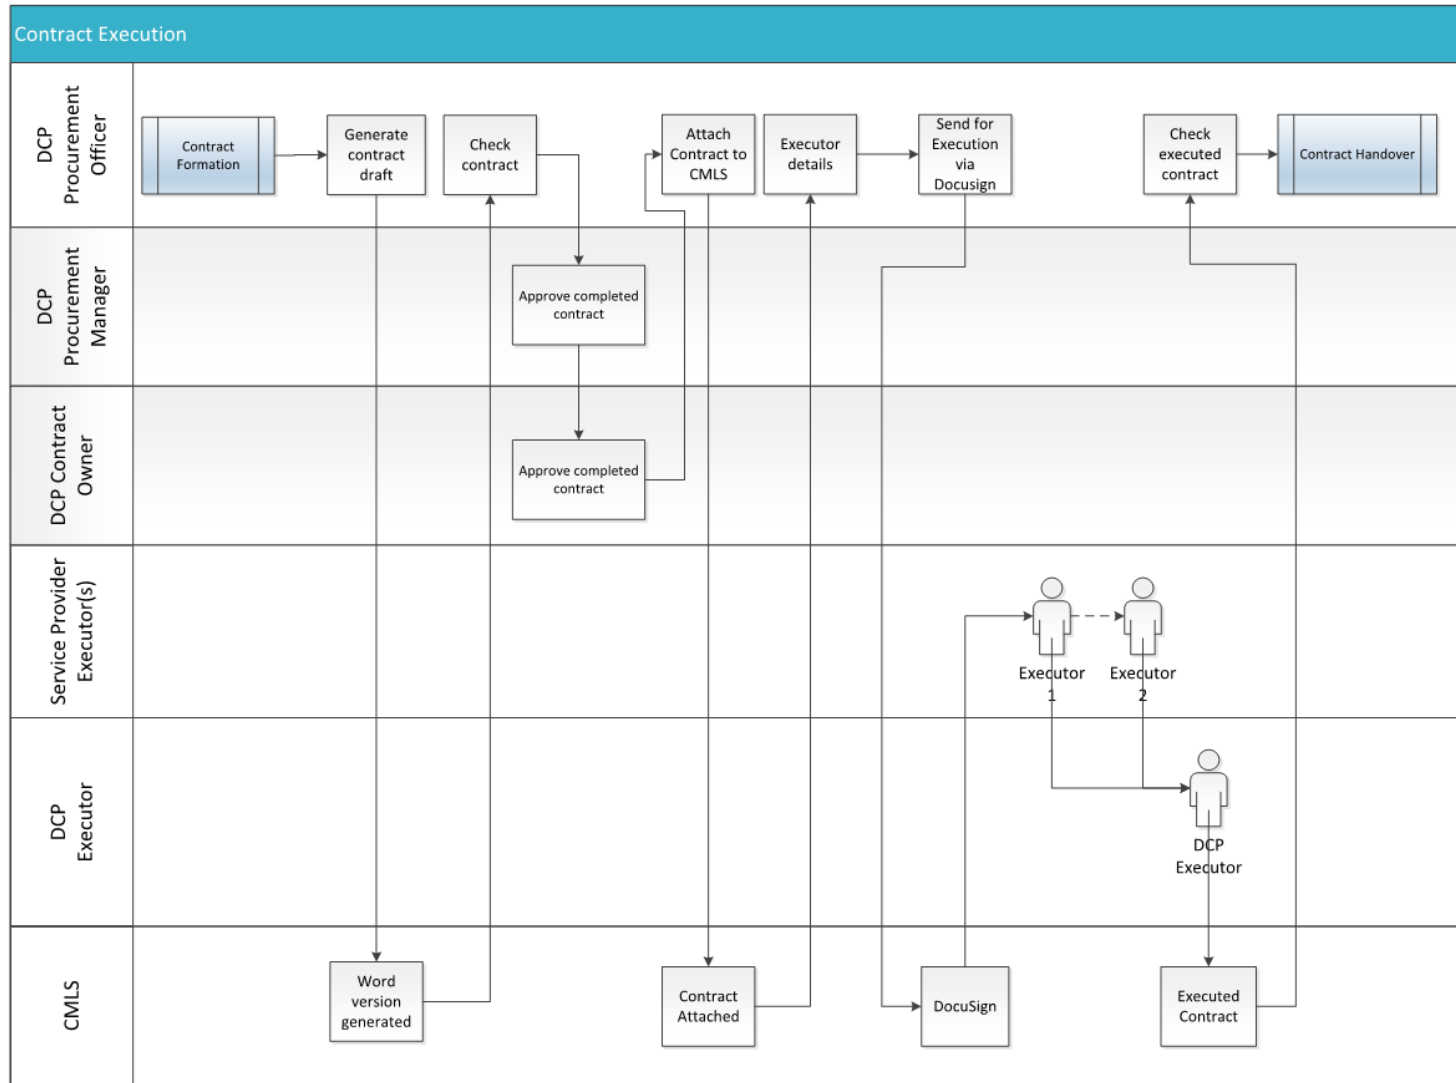 Contract Execution
DCP
Procurement
Officer
Contract
Formation
Generate
contract
draft
Check
contract
Attach
Contract to
CMLS
Executor
details
Send for
Execution
via
Docusign
Check
executed
contract
Contract Handover
DCP
Procurement
Manager
Approve completed
contract
DCP Contract
Owner
Approve completed
contract
Service Provider
Executor(s)
Executor
1
Executor
2
DCP
Executor
DCP
Executor
CMLS
Word
version
generated
Contract
Attached
DocuSign
Executed
Contract